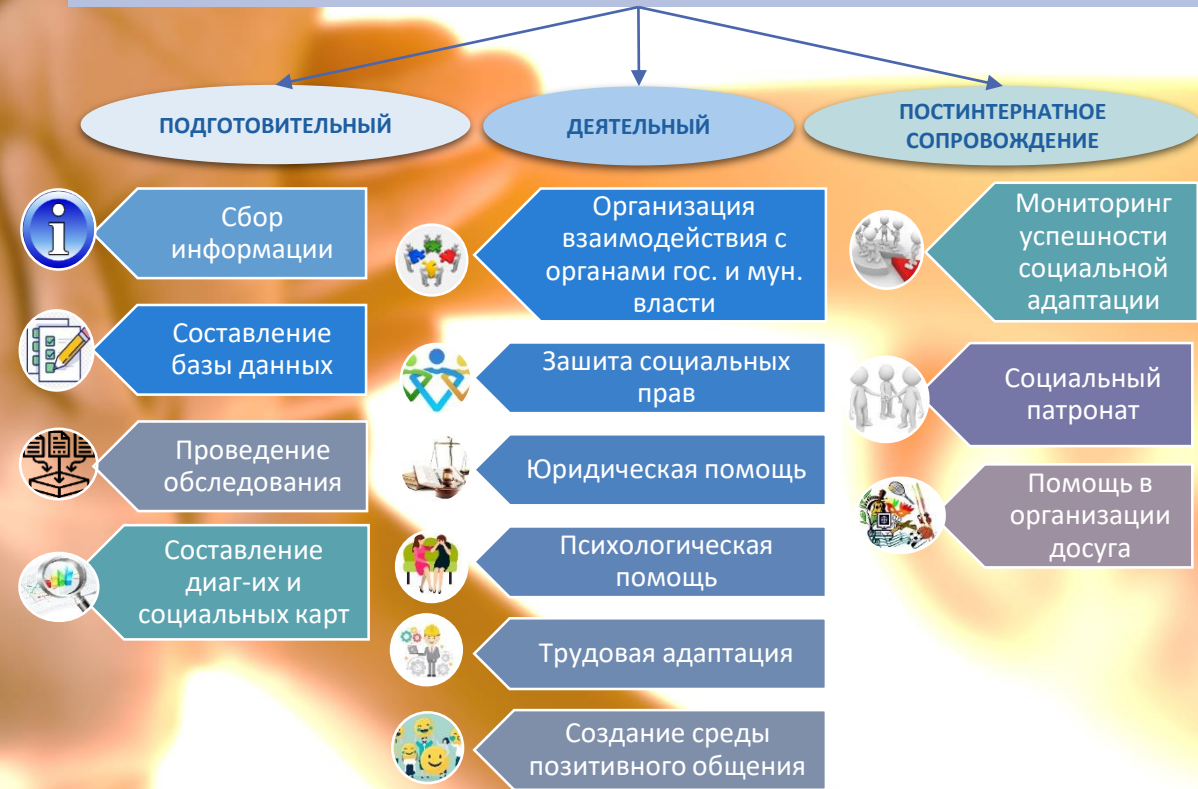 ПОДГОТОВИТЕЛЬНЫЙ
ДЕЯТЕЛЬНЫЙ
ПОСТИНТЕРНАТНОЕ
СОПРОВОЖДЕНИЕ
Сбор
информации
Составление
базы данных
Проведение
обследования
Составление
диаг-их и
социальных карт
Организация
взаимодействия с
органами гос. и мун.
власти
Зашита социальных
прав
Юридическая помощь
Психологическая
помощь
Трудовая адаптация
Создание среды
позитивного общения
Мониторинг
успешности
социальной
адаптации
Социальный
патронат
Помощь в
организации
досуга